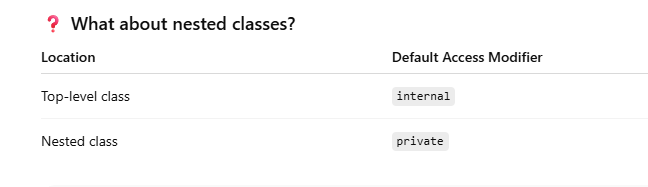 ❓ What about nested classes?
Location Default Access Modifier
Top-level class internal
Nested class private